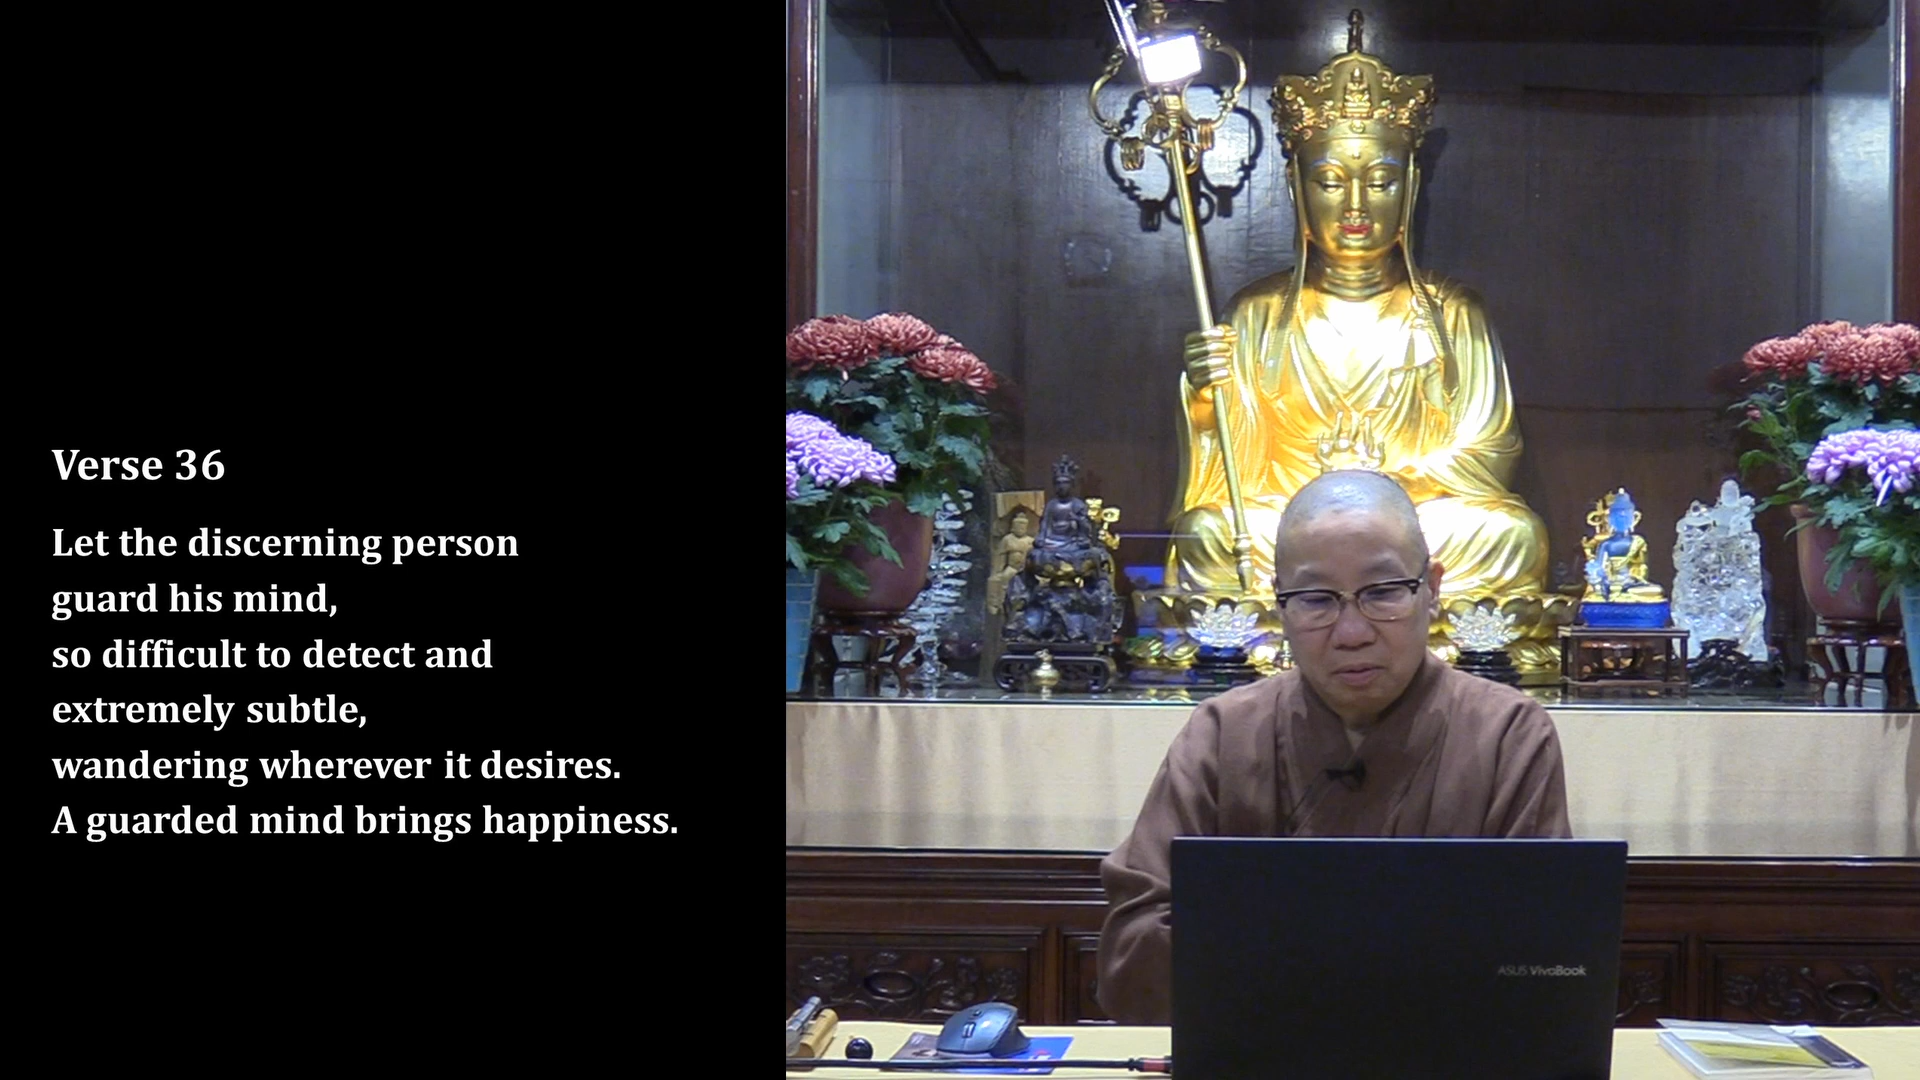 Verse 36
Let the discerning person
guard his mind,
so difficult to detect and
extremely subtle,
wandering wherever it desires.
A guarded mind brings happiness.
ASUS VivoBook